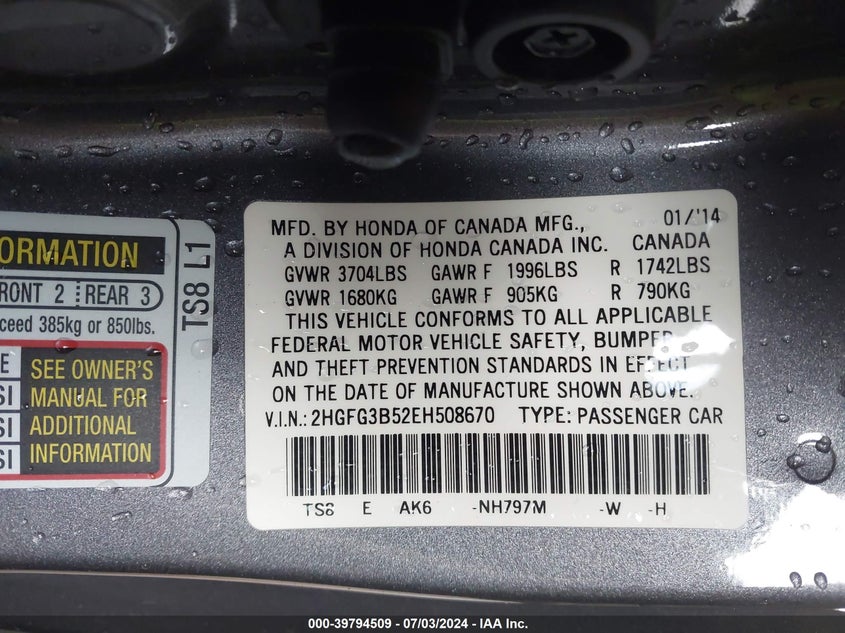 ORMATION
FRONT 2 REAR 3
ceed 385kg or 850lbs.
E
SI
SI
SI
SEE OWNER'S
MANUAL FOR
ADDITIONAL
INFORMATION
TS8 L1
MFD. BY HONDA OF CANADA MFG., 01/'14
A DIVISION OF HONDA CANADA INC. CANADA
GVWR 3704LBS GAWR F 1996LBS R 1742LBS
GVWR 1680KG GAWR F 905KG R 790KG
THIS VEHICLE CONFORMS TO ALL APPLICABLE
FEDERAL MOTOR VEHICLE SAFETY, BUMPER
AND THEFT PREVENTION STANDARDS IN EFFECT
ON THE DATE OF MANUFACTURE SHOWN ABOVE.
V.I.N.: 2HGFG3B52EH508670 TYPE: PASSENGER CAR
TS8 E AK6 -NH797M -W -H
000-39794509 - 07/03/2024 - IAA Inc.